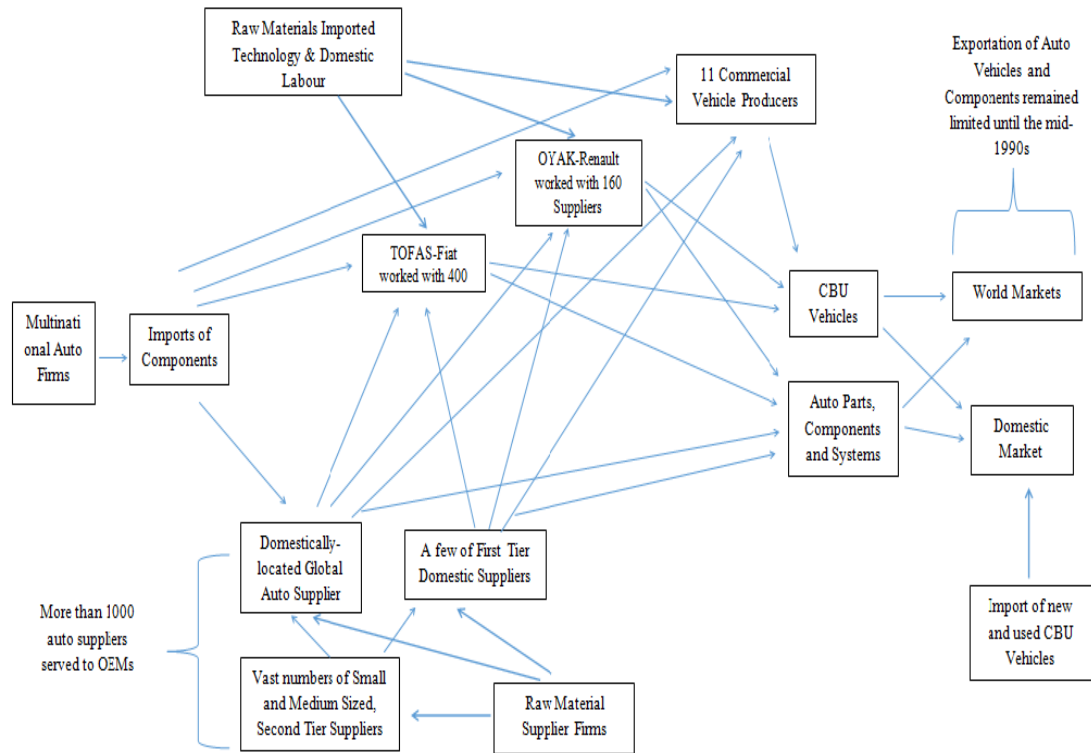 Raw Materials Imported
Technology & Domestic
Labour
11 Commercial
Vehicle Producers
Exportation of Auto
Vehicles and
Components remained
limited until the mid-
1990s
OYAK-Renault
worked with 160
Suppliers
TOFAS-Fiat
worked with 400
CBU
Vehicles
World Markets
Multinati
onal Auto
Firms
Imports of
Components
Auto Parts,
Components
and Systems
Domestic
Market
Domestically-
located Global
Auto Supplier
A few of First Tier
Domestic Suppliers
More than 1000
auto suppliers
served to OEMs
Import of new
and used CBU
Vehicles
Vast numbers of Small
and Medium Sized,
Second Tier Suppliers
Raw Material
Supplier Firms